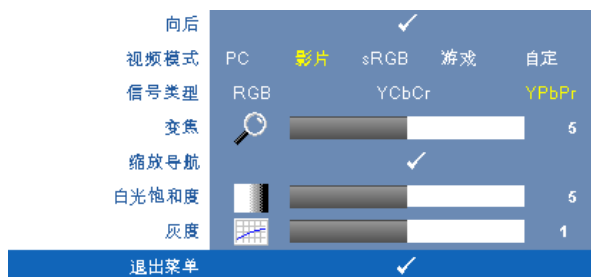 向后
视频模式 PC 影片 sRGB 游戏 自定
信号类型 RGB YCbCr YPbPr
变焦 5
缩放导航
白光饱和度 5
灰度 1
退出菜单